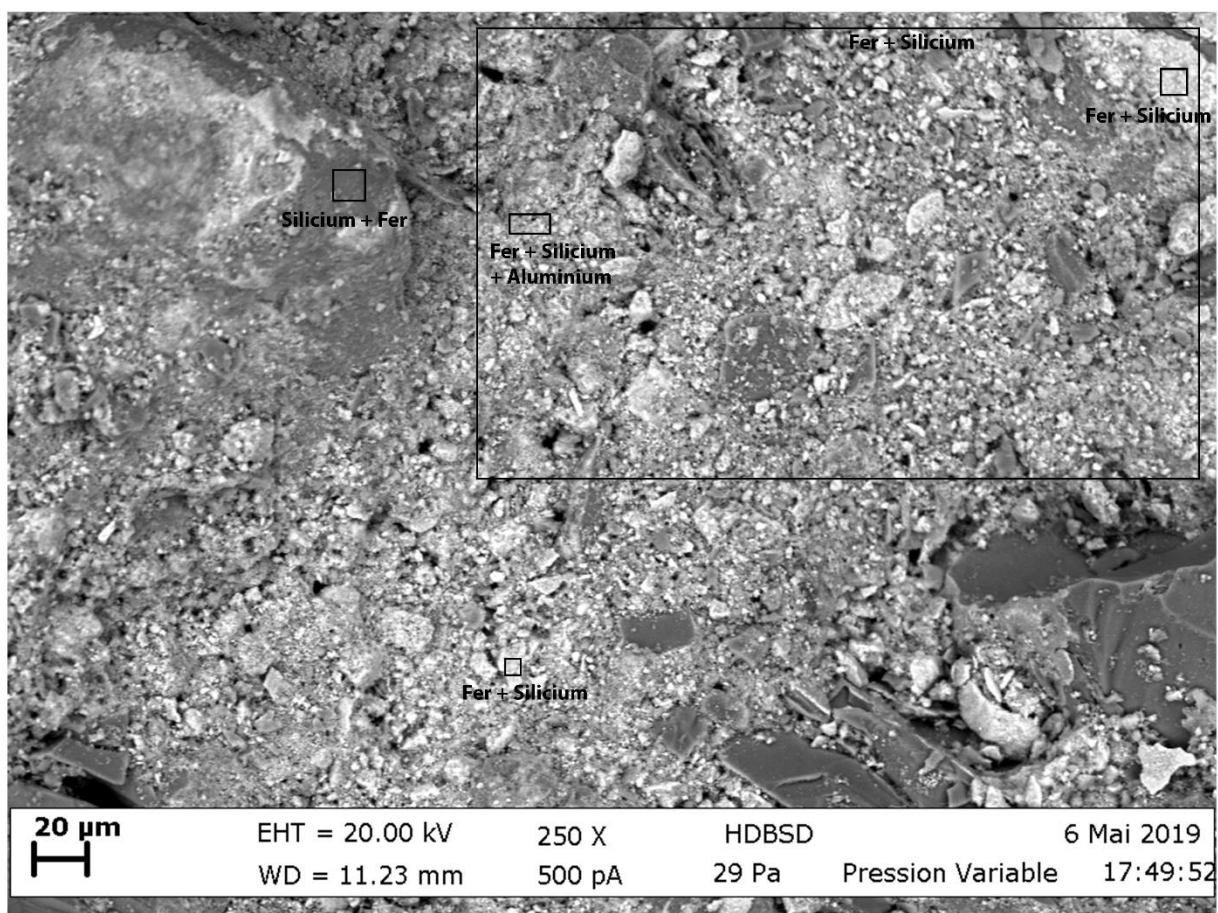 Fer + Silicium
Fer + Silicium
Silicium + Fer
Fer + Silicium
+ Aluminium
Fer + Silicium
20 µm
EHT = 20.00 kV
250 X
HDBSD
6 Mai 2019
WD = 11.23 mm
500 pA
29 Pa
Pression Variable
17:49:52